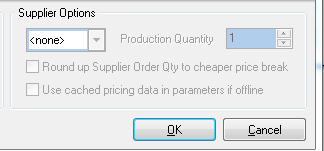 Supplier Options
<none> Production Quantity 1
Round up Supplier Order Qty to cheaper price break
Use cached pricing data in parameters if offline
OK Cancel